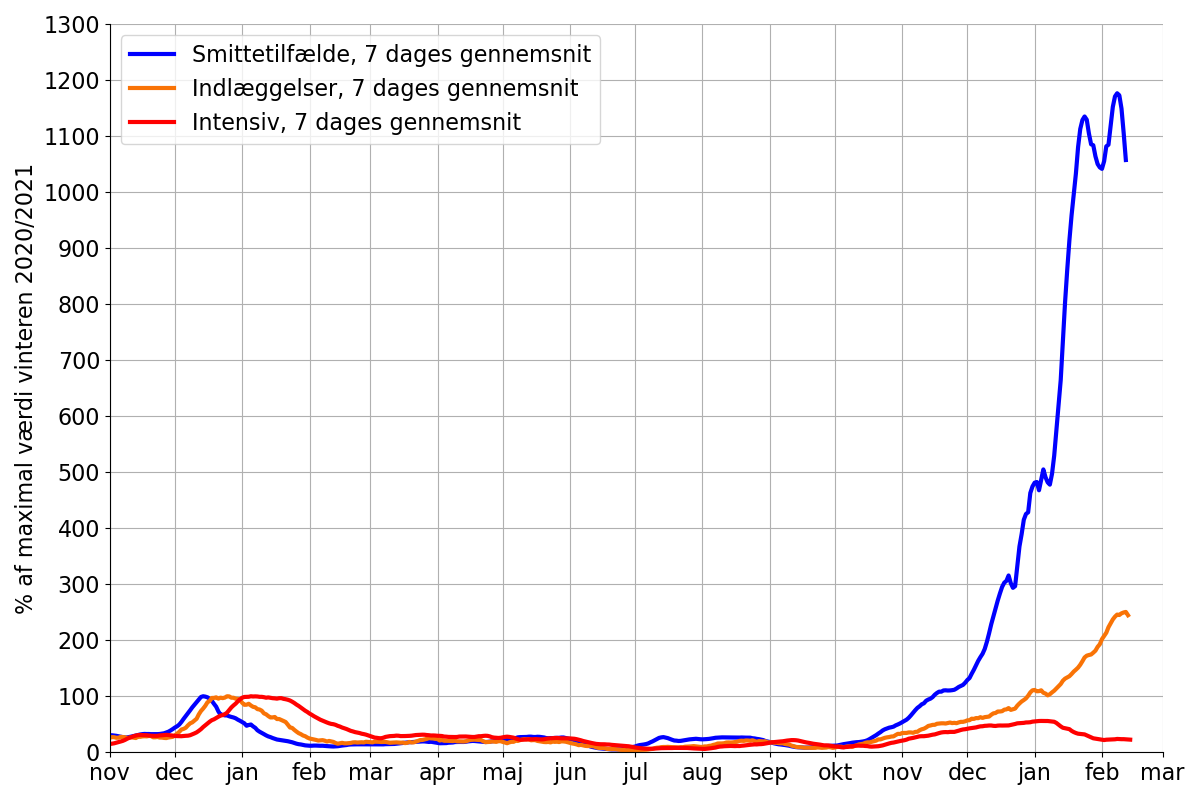 1300
1200
1100
1000
900
800
700
600
500
400
300
200
100
0
% af maximal værdi vinteren 2020/2021
Smittetilfælde, 7 dages gennemsnit
Indlæggelser, 7 dages gennemsnit
Intensiv, 7 dages gennemsnit
nov dec jan feb mar apr maj jun jul aug sep okt nov dec jan feb mar